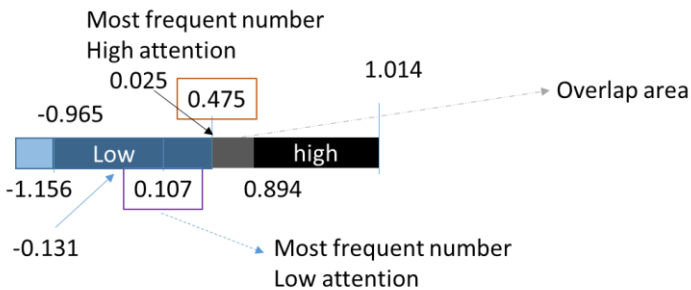 Most frequent number
High attention
0.025
0.475
1.014
-0.965
Overlap area
Low
high
-1.156
0.107
0.894
-0.131
Most frequent number
Low attention